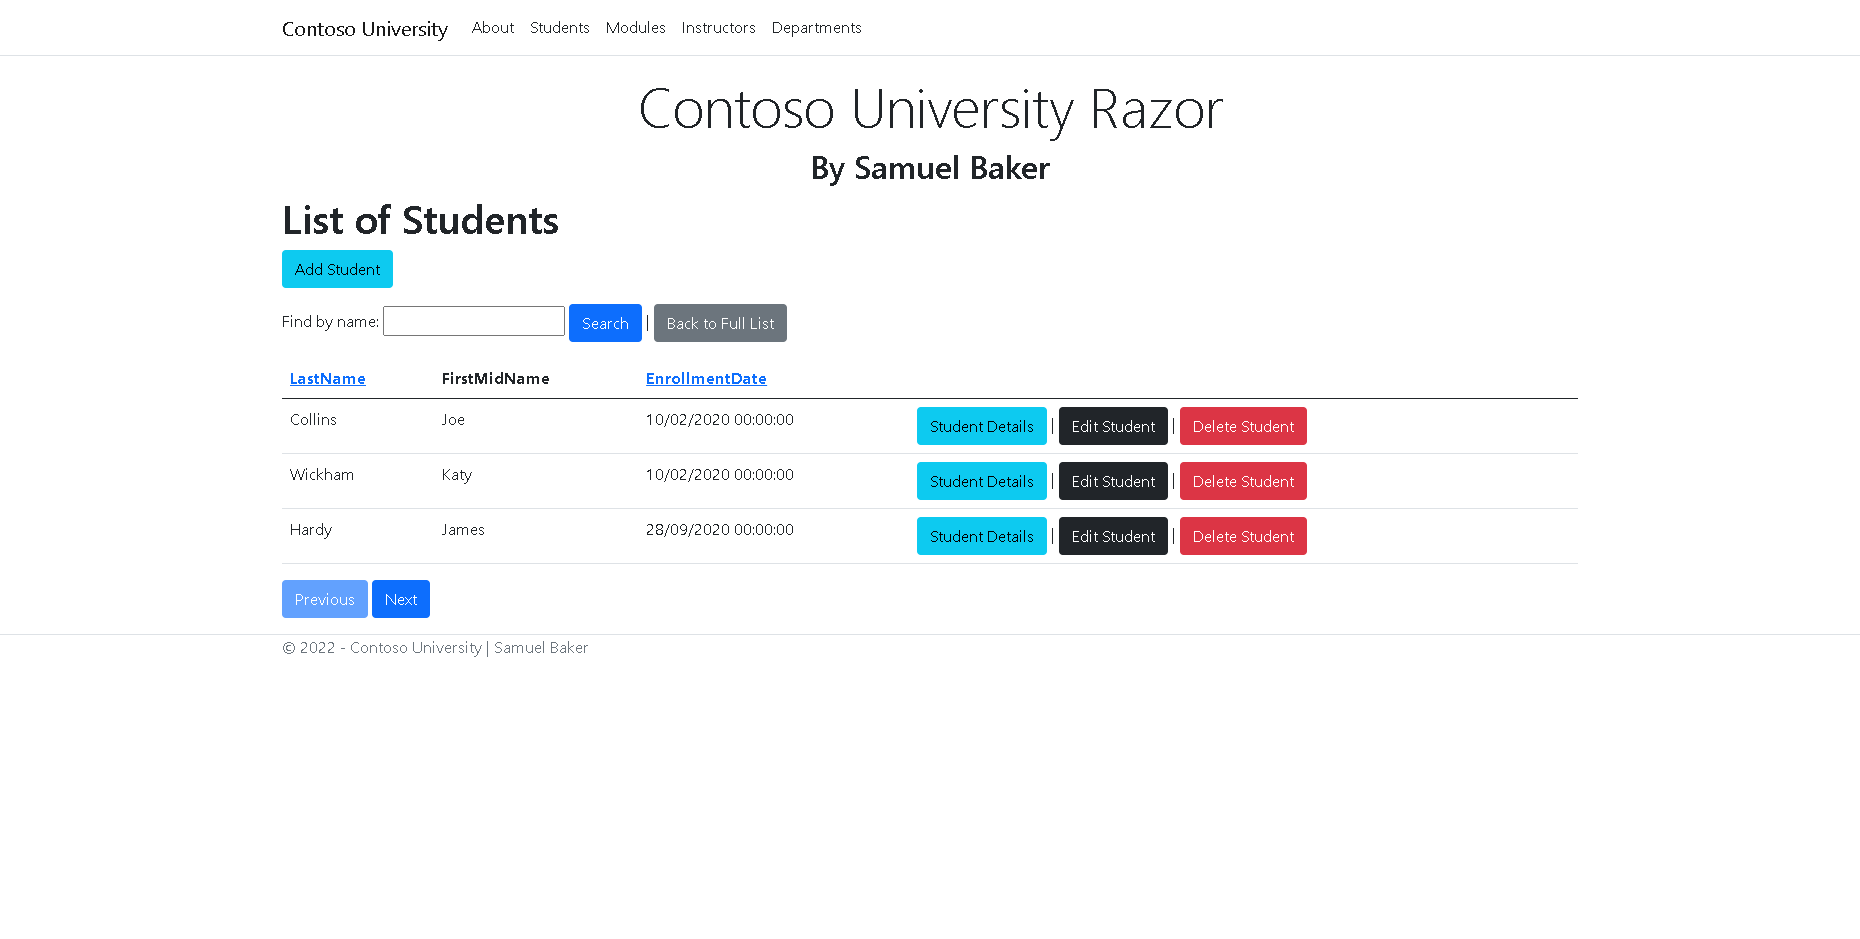 Contoso University About Students Modules Instructors Departments
Contoso University Razor
By Samuel Baker
List of Students
Add Student
Find by name: Search | Back to Full List
LastName FirstMidName EnrollmentDate
Collins Joe 10/02/2020 00:00:00 Student Details | Edit Student | Delete Student
Wickham Katy 10/02/2020 00:00:00 Student Details | Edit Student | Delete Student
Hardy James 28/09/2020 00:00:00 Student Details | Edit Student | Delete Student
Previous Next
© 2022 - Contoso University | Samuel Baker